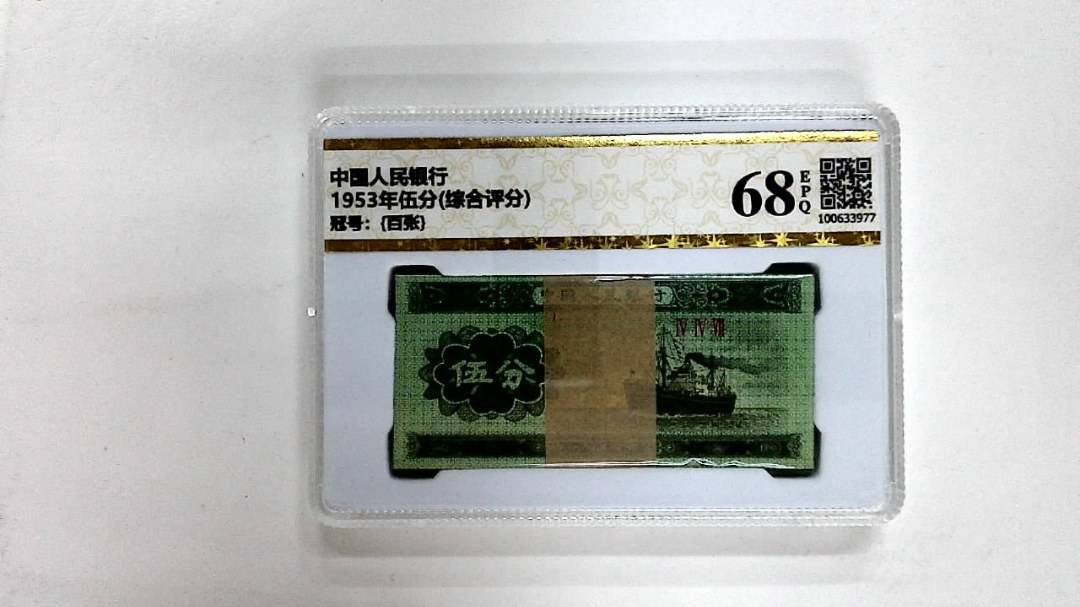 中国人民银行
1953年伍分(综合评分)
冠号：{百张}
68
EPQ
100633977
伍分